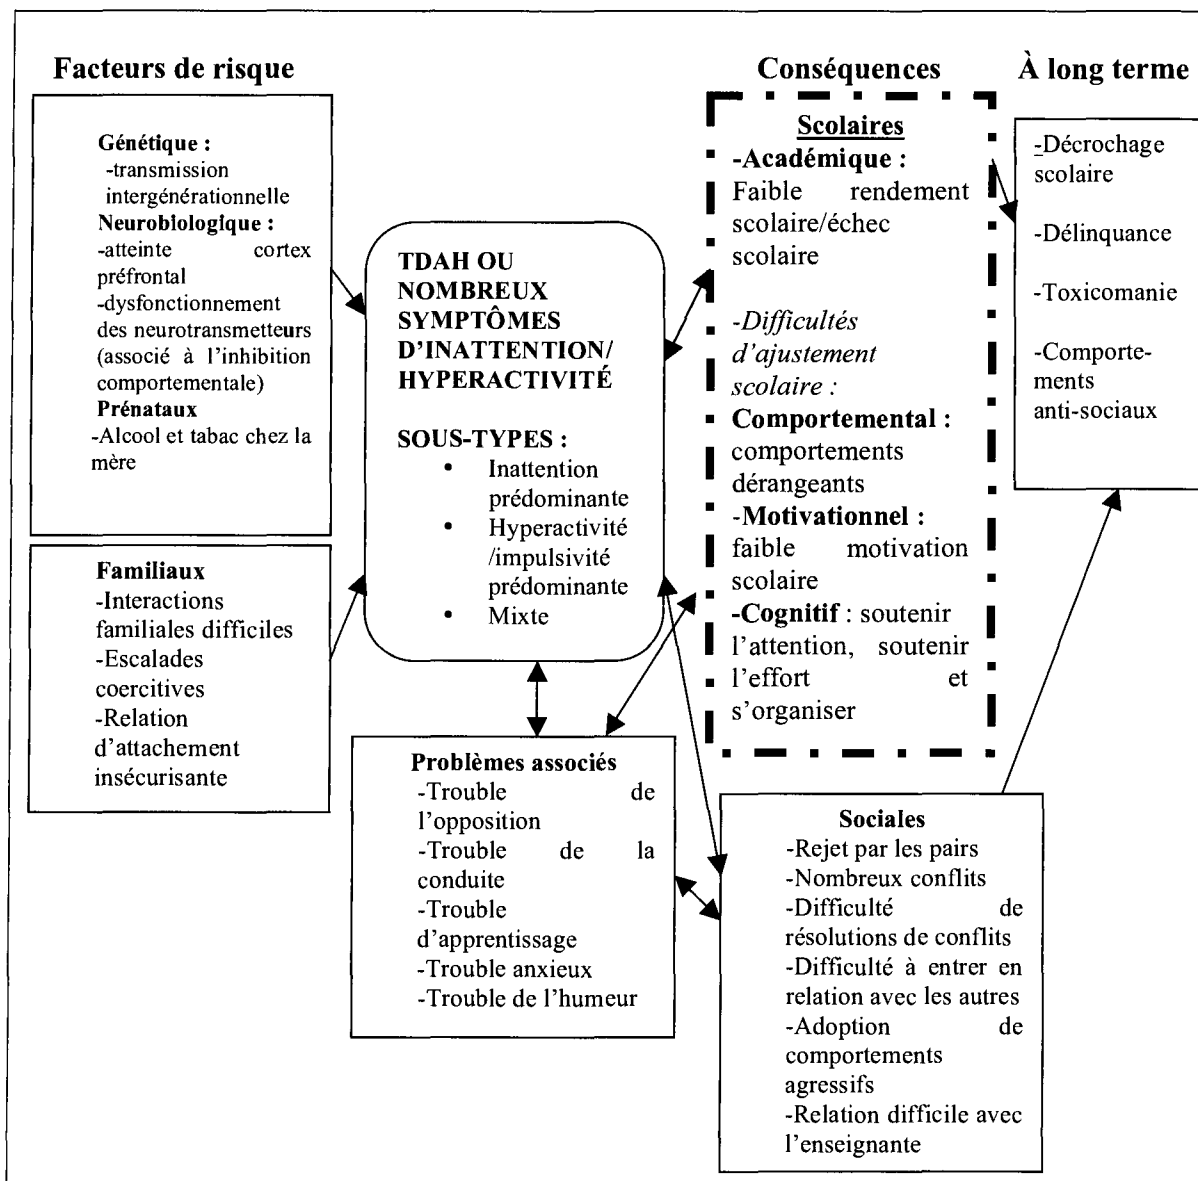 Facteurs de risque
Génétique :
-transmission
intergénérationnelle
Neurobiologique :
-atteinte cortex
préfrontal
-dysfonctionnement
des neurotransmetteurs
(associé à l'inhibition
comportementale)
Prénataux
-Alcool et tabac chez la
mère
Familiaux
-Interactions
familiales difficiles
-Escalades
coercitives
-Relation
d'attachement
insécurisante
TDAH OU
NOMBREUX
SYMPTÔMES
D'INATTENTION/
HYPERACTIVITÉ
SOUS-TYPES :
• Inattention
prédominante
• Hyperactivité
/impulsivité
prédominante
• Mixte
Problèmes associés
-Trouble de
l'opposition
-Trouble de la
conduite
-Trouble
d'apprentissage
-Trouble anxieux
-Trouble de l'humeur
Conséquences
Scolaires
-Académique :
Faible rendement
scolaire/échec
scolaire
-Difficultés
d'ajustement
scolaire :
Comportemental :
comportements
dérangeants
-Motivationnel :
faible motivation
scolaire
-Cognitif : soutenir
l'attention, soutenir
l'effort et
s'organiser
Sociales
-Rejet par les pairs
-Nombreux conflits
-Difficulté de
résolutions de conflits
-Difficulté à entrer en
relation avec les autres
-Adoption de
comportements
agressifs
-Relation difficile avec
l'enseignante
À long terme
-Décrochage
scolaire
-Délinquance
-Toxicomanie
-Comporte-
ments
anti-sociaux